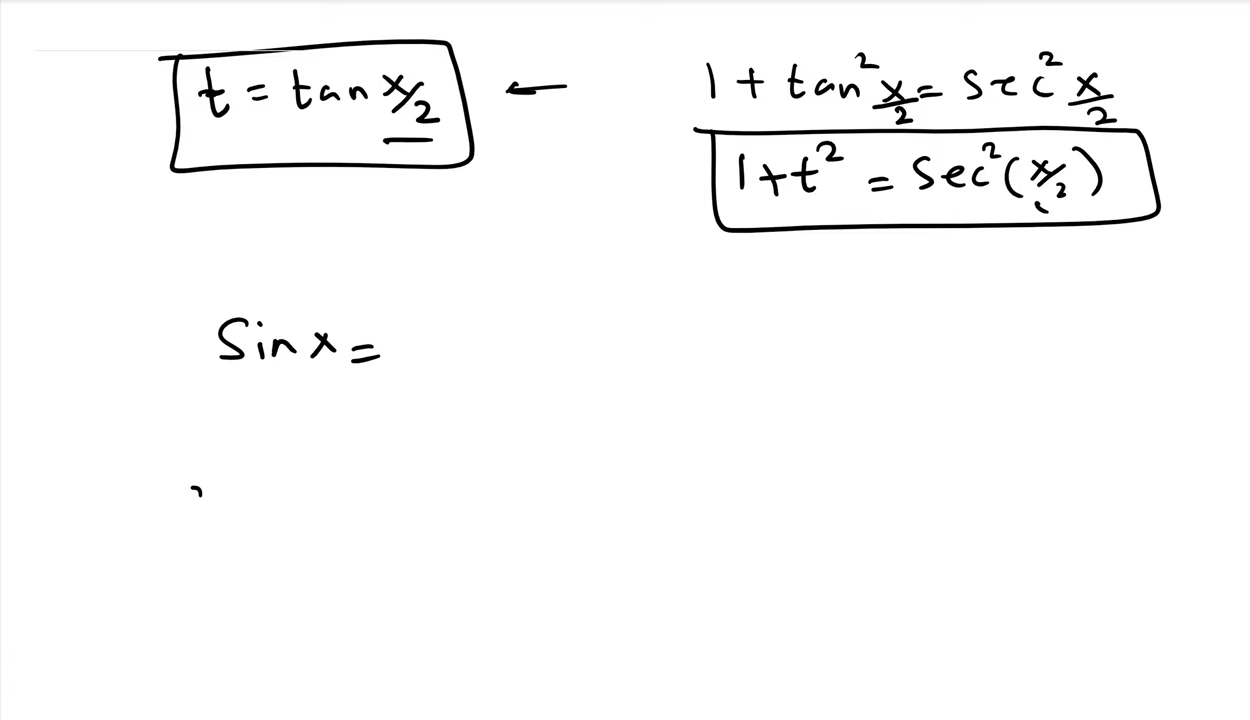 t = tan x/2 ←
1 + tan² x/2 = sec² x/2
1 + t² = sec² (x/2)
Sin x =